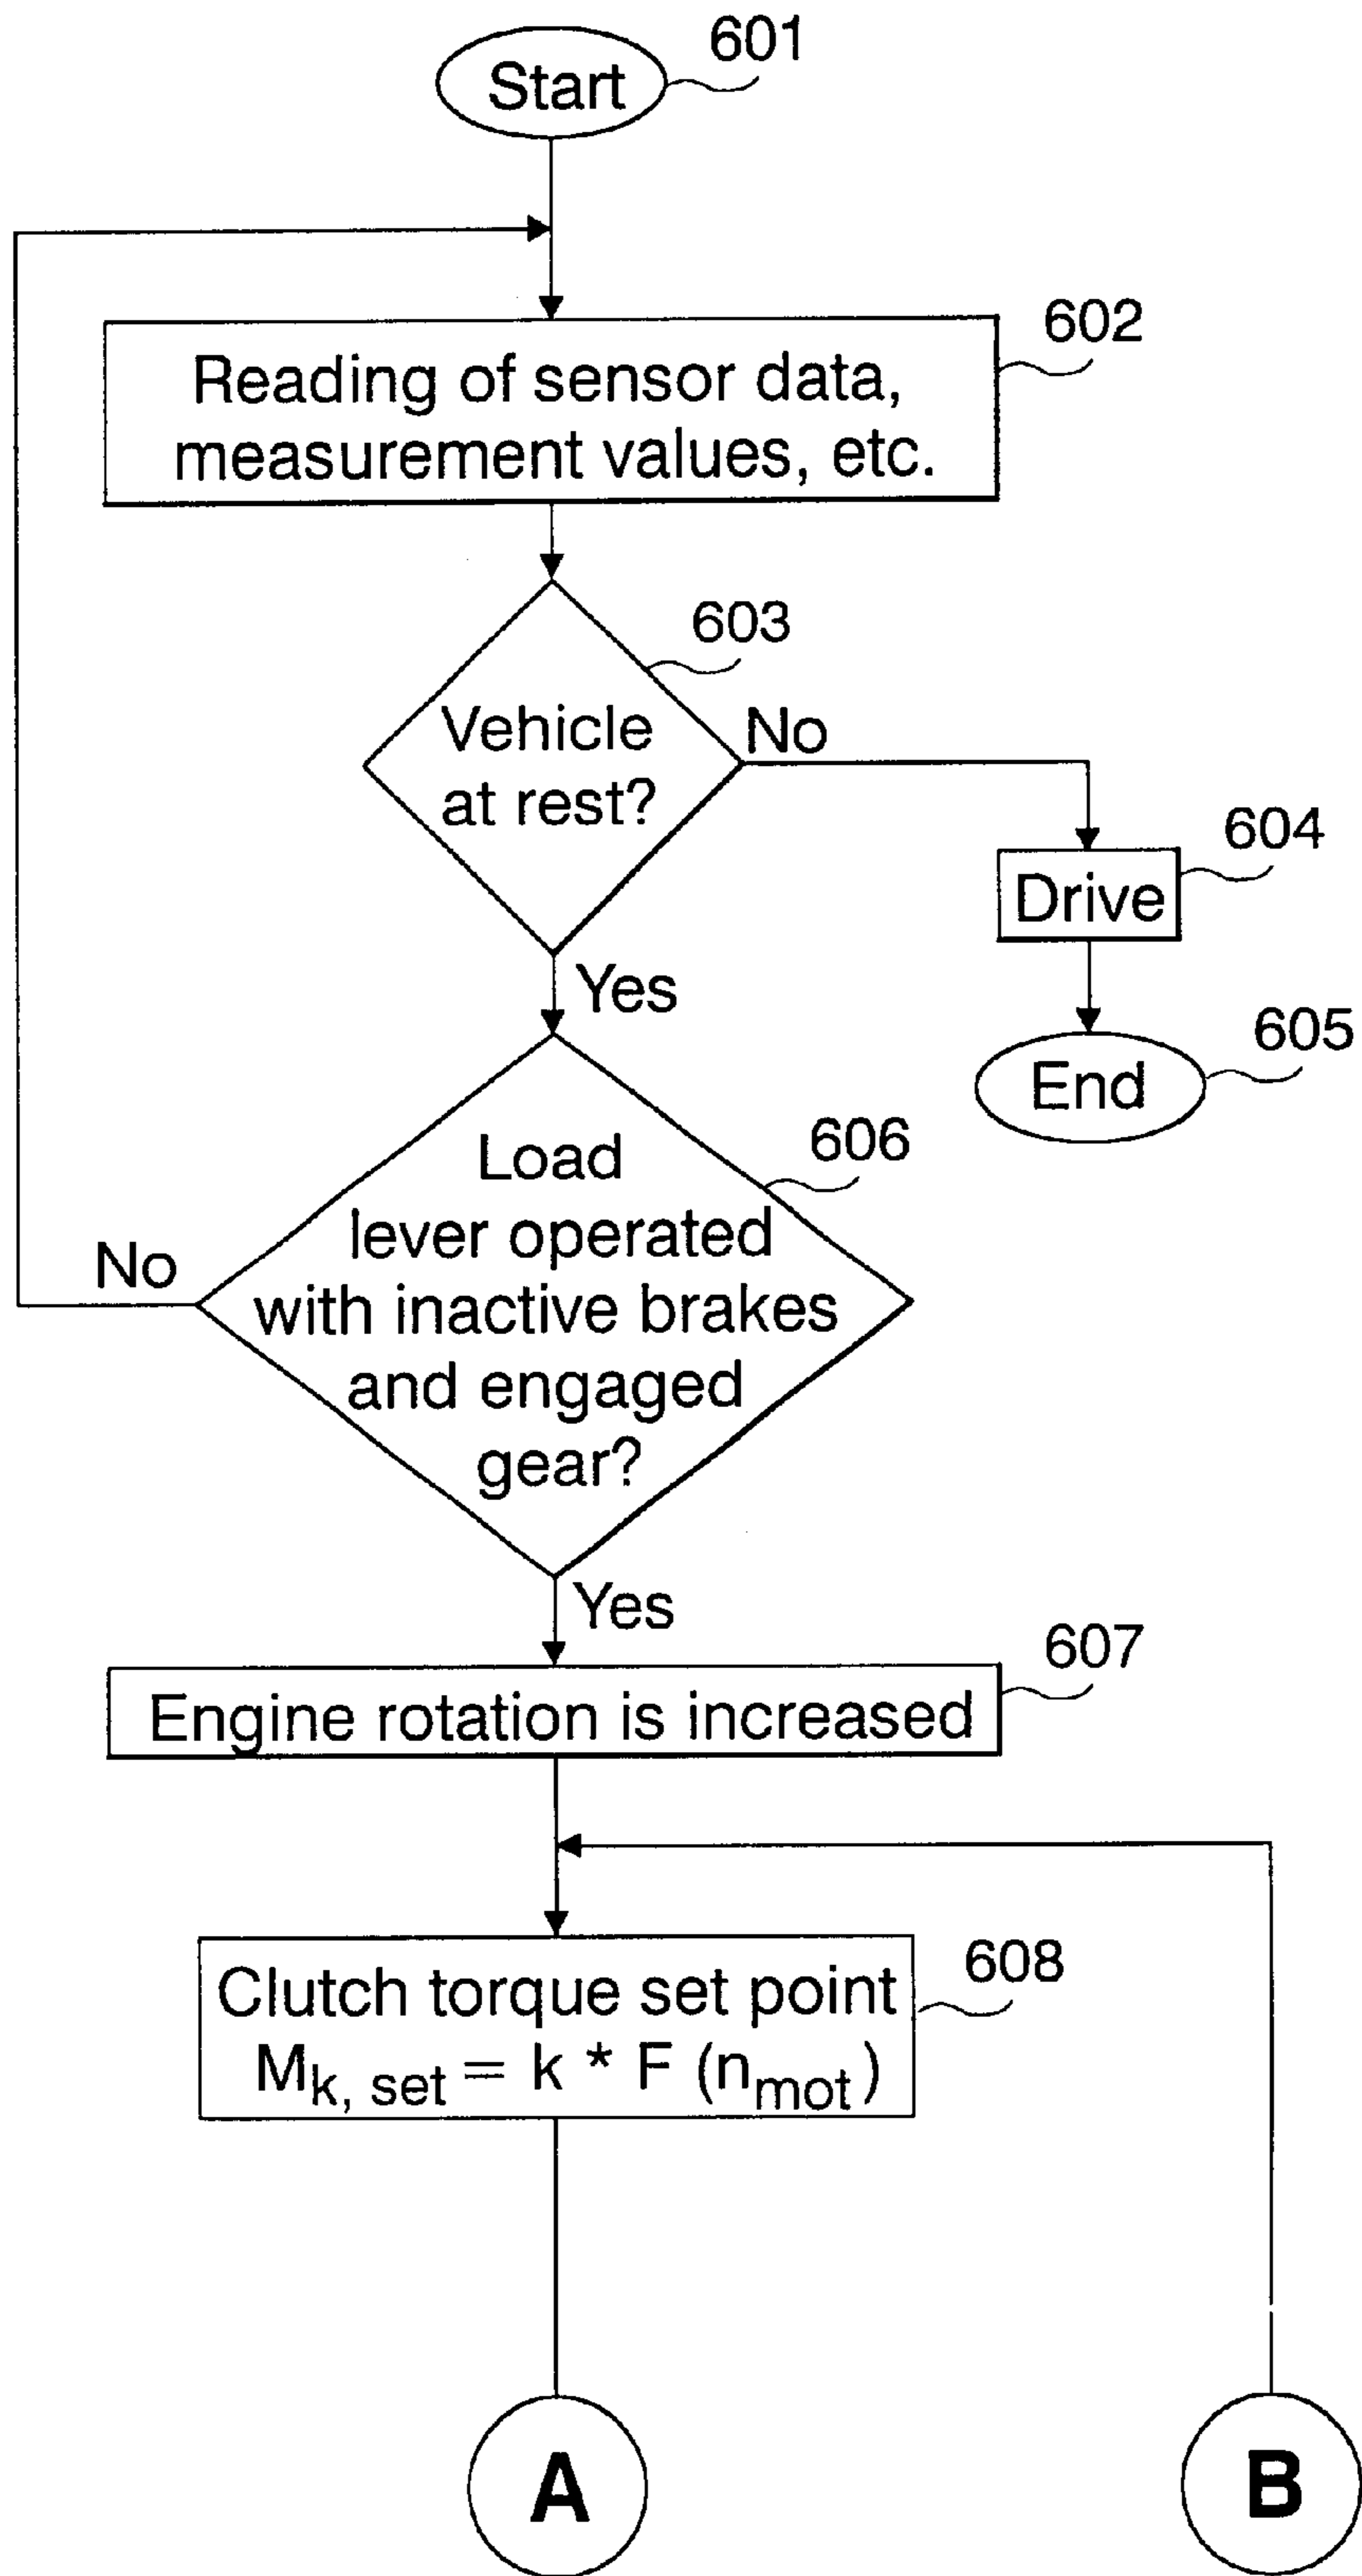 Start
601
Reading of sensor data,
measurement values, etc.
602
Vehicle
at rest?
603
No
Drive
604
Yes
End
605
Load
lever operated
with inactive brakes
and engaged
gear?
606
No
Yes
Engine rotation is increased
607
Clutch torque set point
Mk, set = k * F (nmot)
608
A
B